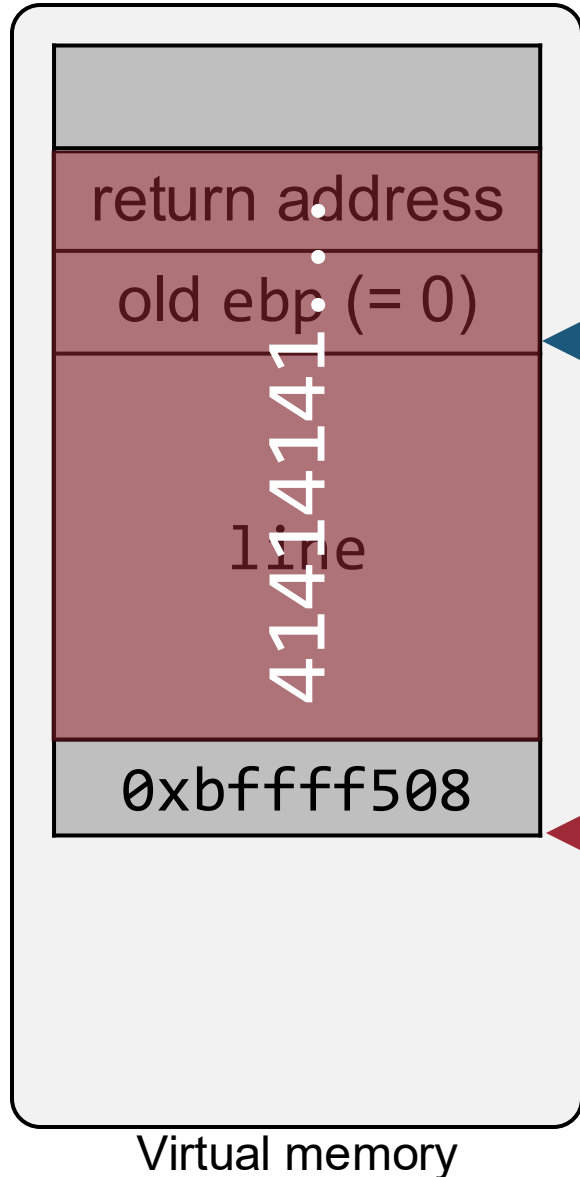 return address
old ebp (= 0)
line
41414141...
0xbffff508
Virtual memory